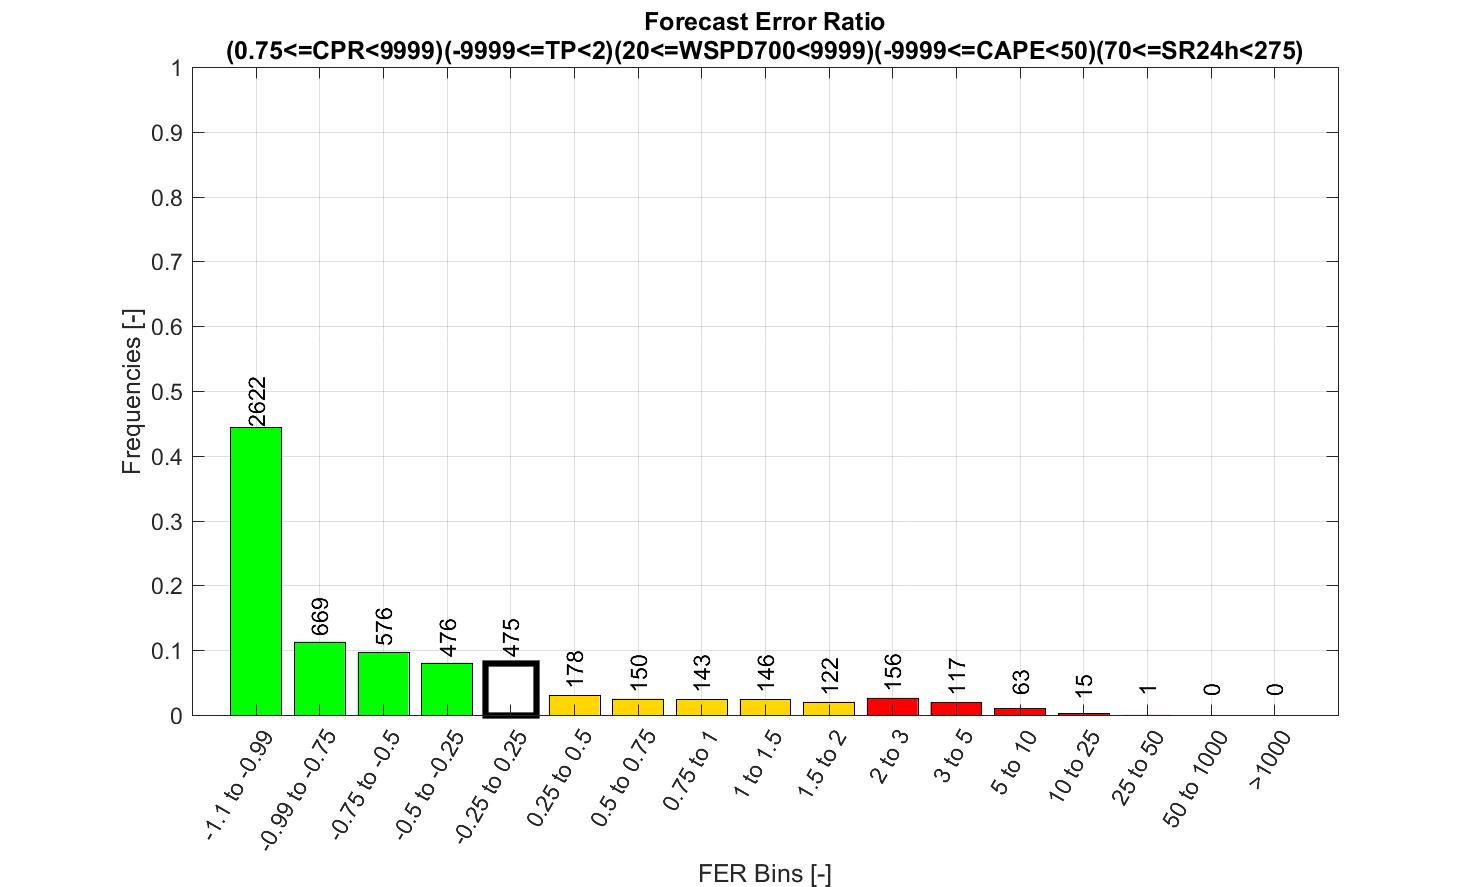 Forecast Error Ratio
(0.75<=CPR<9999)(-9999<=TP<2)(20<=WSPD700<9999)(-9999<=CAPE<50)(70<=SR24h<275)
1
0.9
0.8
0.7
0.6
0.5
0.4
0.3
0.2
0.1
0
Frequencies [-]
2622
669
576
476
475
178
150
143
146
122
156
117
63
15
1
0
0
-1.1 to -0.99
-0.99 to -0.75
-0.75 to -0.5
-0.5 to -0.25
-0.25 to 0.25
0.25 to 0.5
0.5 to 0.75
0.75 to 1
1 to 1.5
1.5 to 2
2 to 3
3 to 5
5 to 10
10 to 25
25 to 50
50 to 1000
>1000
FER Bins [-]